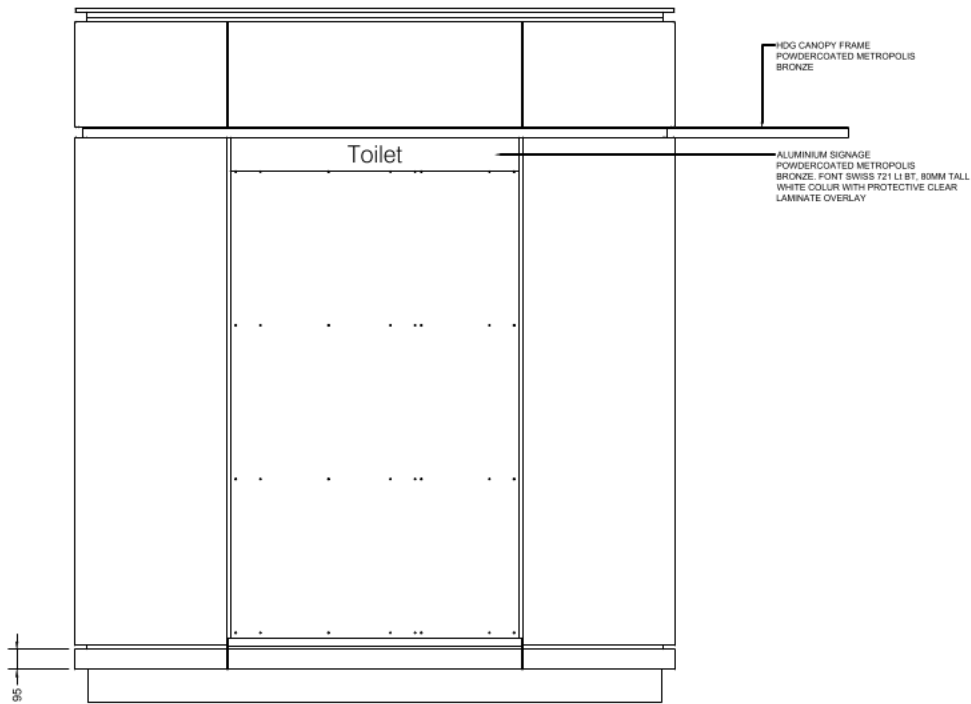 HDG CANOPY FRAME
POWDERCOATED METROPOLIS
BRONZE
Toilet
ALUMINIUM SIGNAGE
POWDERCOATED METROPOLIS
BRONZE. FONT SWISS 721 Lt BT, 80MM TALL
WHITE COLUR WITH PROTECTIVE CLEAR
LAMINATE OVERLAY
95